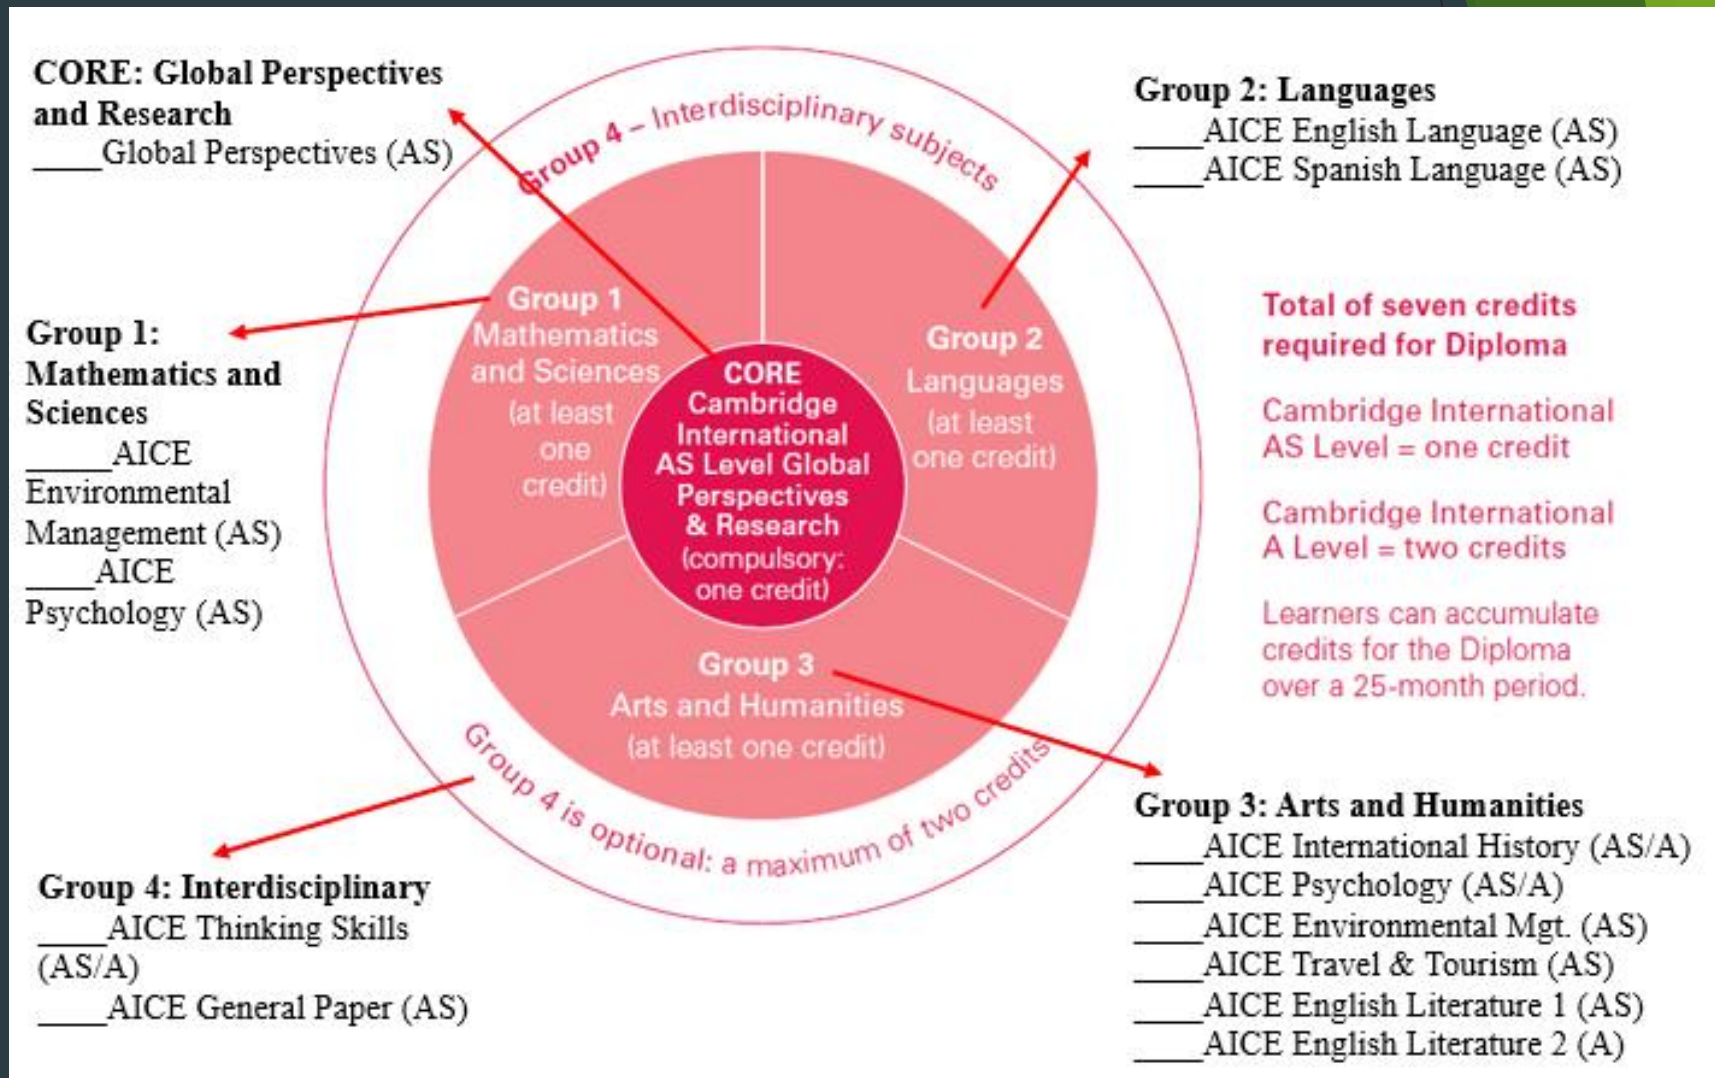 CORE: Global Perspectives
and Research
____Global Perspectives (AS)
Group 1:
Mathematics and
Sciences
_____AICE
Environmental
Management (AS)
____AICE
Psychology (AS)
Group 4: Interdisciplinary
____AICE Thinking Skills
(AS/A)
____AICE General Paper (AS)
Group 4 – Interdisciplinary subjects
Group 1
Mathematics
and Sciences
(at least
one
credit)
CORE
Cambridge
International
AS Level Global
Perspectives
& Research
(compulsory:
one credit)
Group 2
Languages
(at least
one credit)
Group 3
Arts and Humanities
(at least one credit)
Group 4 is optional: a maximum of two credits
Group 2: Languages
____AICE English Language (AS)
____AICE Spanish Language (AS)
Total of seven credits
required for Diploma
Cambridge International
AS Level = one credit
Cambridge International
A Level = two credits
Learners can accumulate
credits for the Diploma
over a 25-month period.
Group 3: Arts and Humanities
____AICE International History (AS/A)
____AICE Psychology (AS/A)
____AICE Environmental Mgt. (AS)
____AICE Travel & Tourism (AS)
____AICE English Literature 1 (AS)
____AICE English Literature 2 (A)